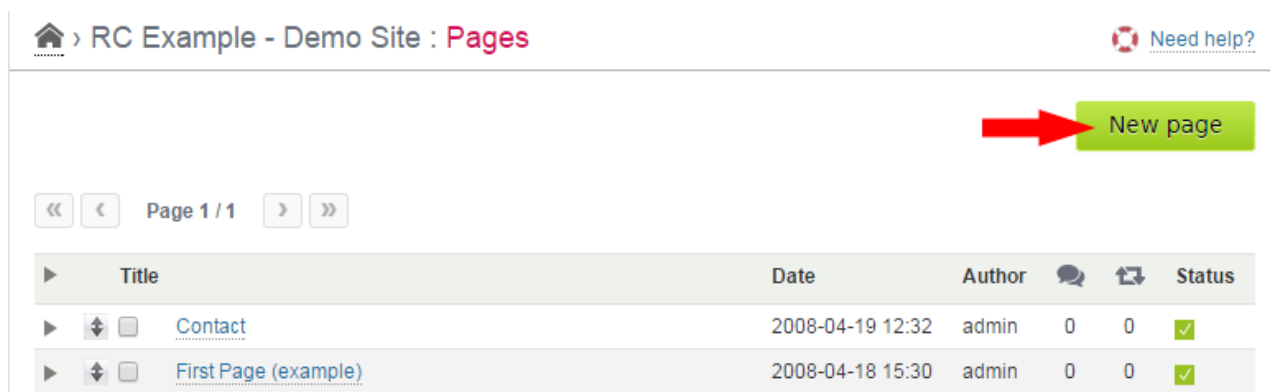 › RC Example - Demo Site : Pages Need help?
New page
« ‹ Page 1 / 1 › »
Title Date Author Status
Contact 2008-04-19 12:32 admin 0 0
First Page (example) 2008-04-18 15:30 admin 0 0